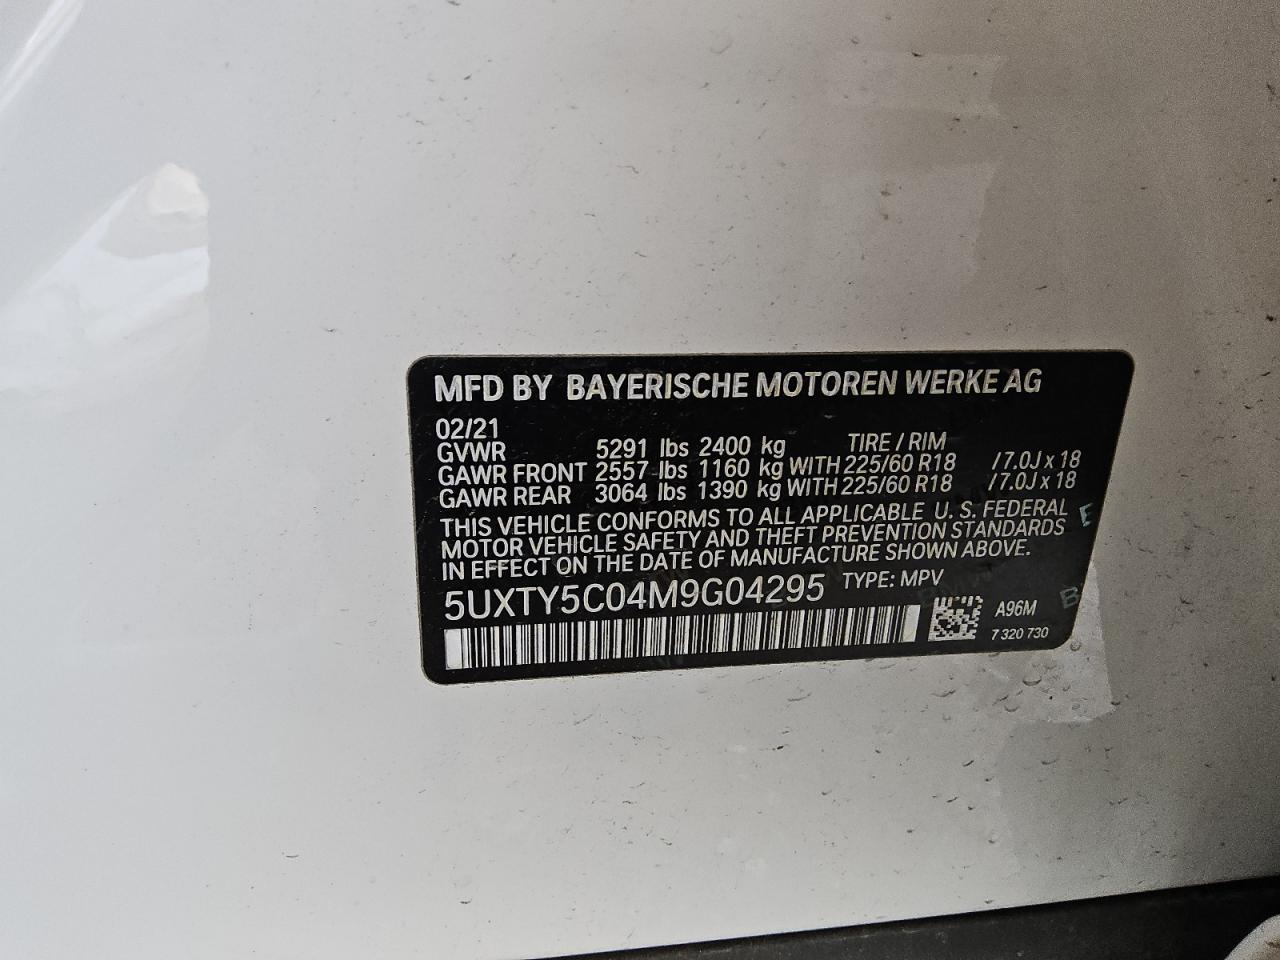 MFD BY BAYERISCHE MOTOREN WERKE AG
02/21
GVWR 5291 lbs 2400 kg TIRE / RIM
GAWR FRONT 2557 lbs 1160 kg WITH 225/60 R18 / 7.0J x 18
GAWR REAR 3064 lbs 1390 kg WITH 225/60 R18 / 7.0J x 18
THIS VEHICLE CONFORMS TO ALL APPLICABLE U. S. FEDERAL
MOTOR VEHICLE SAFETY AND THEFT PREVENTION STANDARDS
IN EFFECT ON THE DATE OF MANUFACTURE SHOWN ABOVE.
5UXTY5C04M9G04295 TYPE: MPV
A96M
7 320 730